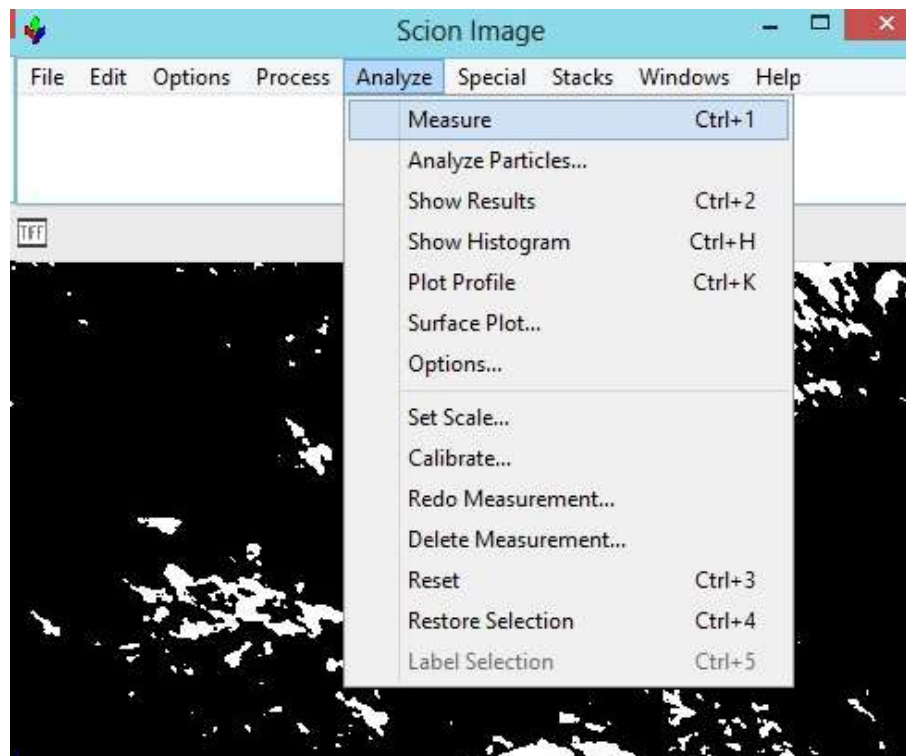 Scion Image
File Edit Options Process Analyze Special Stacks Windows Help
Measure Ctrl+1
Analyze Particles...
Show Results Ctrl+2
Show Histogram Ctrl+H
Plot Profile Ctrl+K
Surface Plot...
Options...
Set Scale...
Calibrate...
Redo Measurement...
Delete Measurement...
Reset Ctrl+3
Restore Selection Ctrl+4
Label Selection Ctrl+5
TIFF